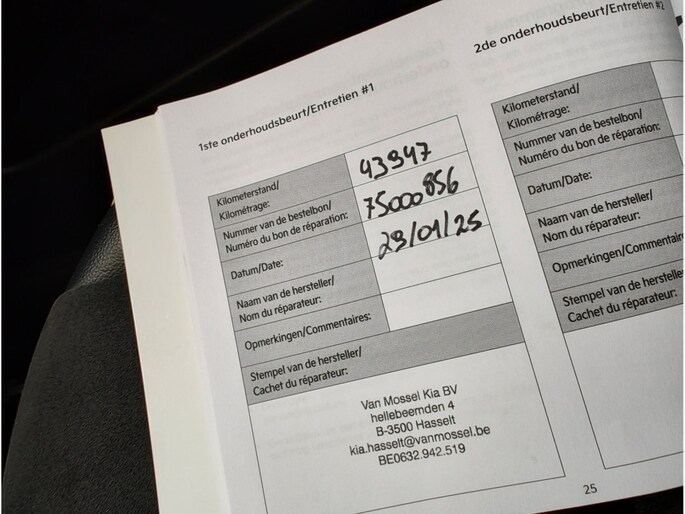 1ste onderhoudsbeurt/Entretien #1
Kilometerstand/
Kilométrage:
43947
Nummer van de bestelbon/
Numéro du bon de réparation:
75000856
Datum/Date:
29/01/25
Naam van de hersteller/
Nom du réparateur:
Opmerkingen/Commentaires:
Stempel van de hersteller/
Cachet du réparateur:
Van Mossel Kia BV
hellebeemden 4
B-3500 Hasselt
kia.hasselt@vanmossel.be
BE0632.942.519
2de onderhoudsbeurt/Entretien #2
Kilometerstand/
Kilométrage:
Nummer van de bestelbon/
Numéro du bon de réparation:
Datum/Date:
Naam van de hersteller/
Nom du réparateur:
Opmerkingen/Commentaire
Stempel van de hersteller
Cachet du réparateur:
25